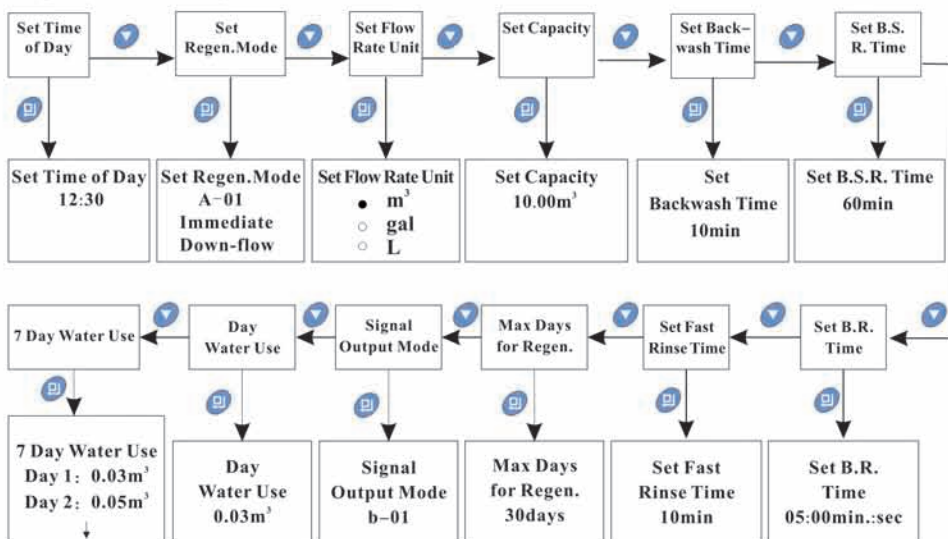 Set Time
of Day
Set
Regen.Mode
Set Flow
Rate Unit
Set Capacity
Set Back-
wash Time
Set B.S.
R. Time
Set Time of Day
12:30
Set Regen.Mode
A-01
Immediate
Down-flow
Set Flow Rate Unit
m³
gal
L
Set Capacity
10.00m³
Set
Backwash Time
10min
Set B.S.R. Time
60min
7 Day Water Use
Day
Water Use
Signal
Output Mode
Max Days
for Regen.
Set Fast
Rinse Time
Set B.R.
Time
7 Day Water Use
Day 1: 0.03m³
Day 2: 0.05m³
Day
Water Use
0.03m³
Signal
Output Mode
b-01
Max Days
for Regen.
30days
Set Fast
Rinse Time
10min
Set B.R.
Time
05:00min.:sec